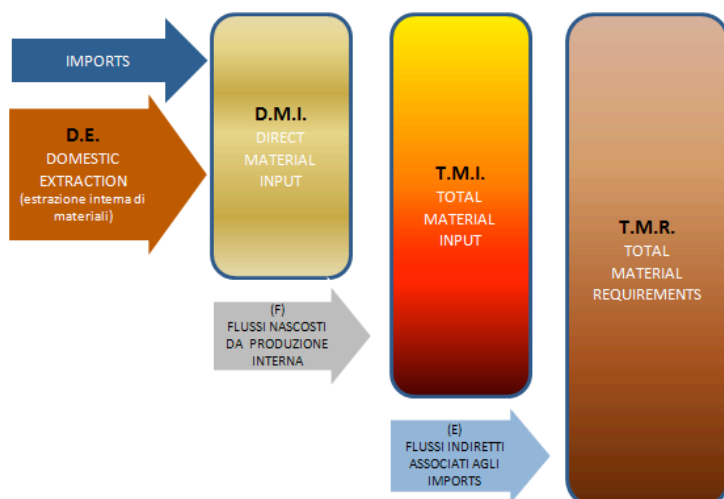 IMPORTS
D.E.
DOMESTIC
EXTRACTION
(estrazione interna di
materiali)
D.M.I.
DIRECT
MATERIAL
INPUT
(F)
FLUSSI NASCOSTI
DA PRODUZIONE
INTERNA
T.M.I.
TOTAL
MATERIAL
INPUT
(E)
FLUSSI INDIRETTI
ASSOCIATI AGLI
IMPORTS
T.M.R.
TOTAL
MATERIAL
REQUIREMENTS